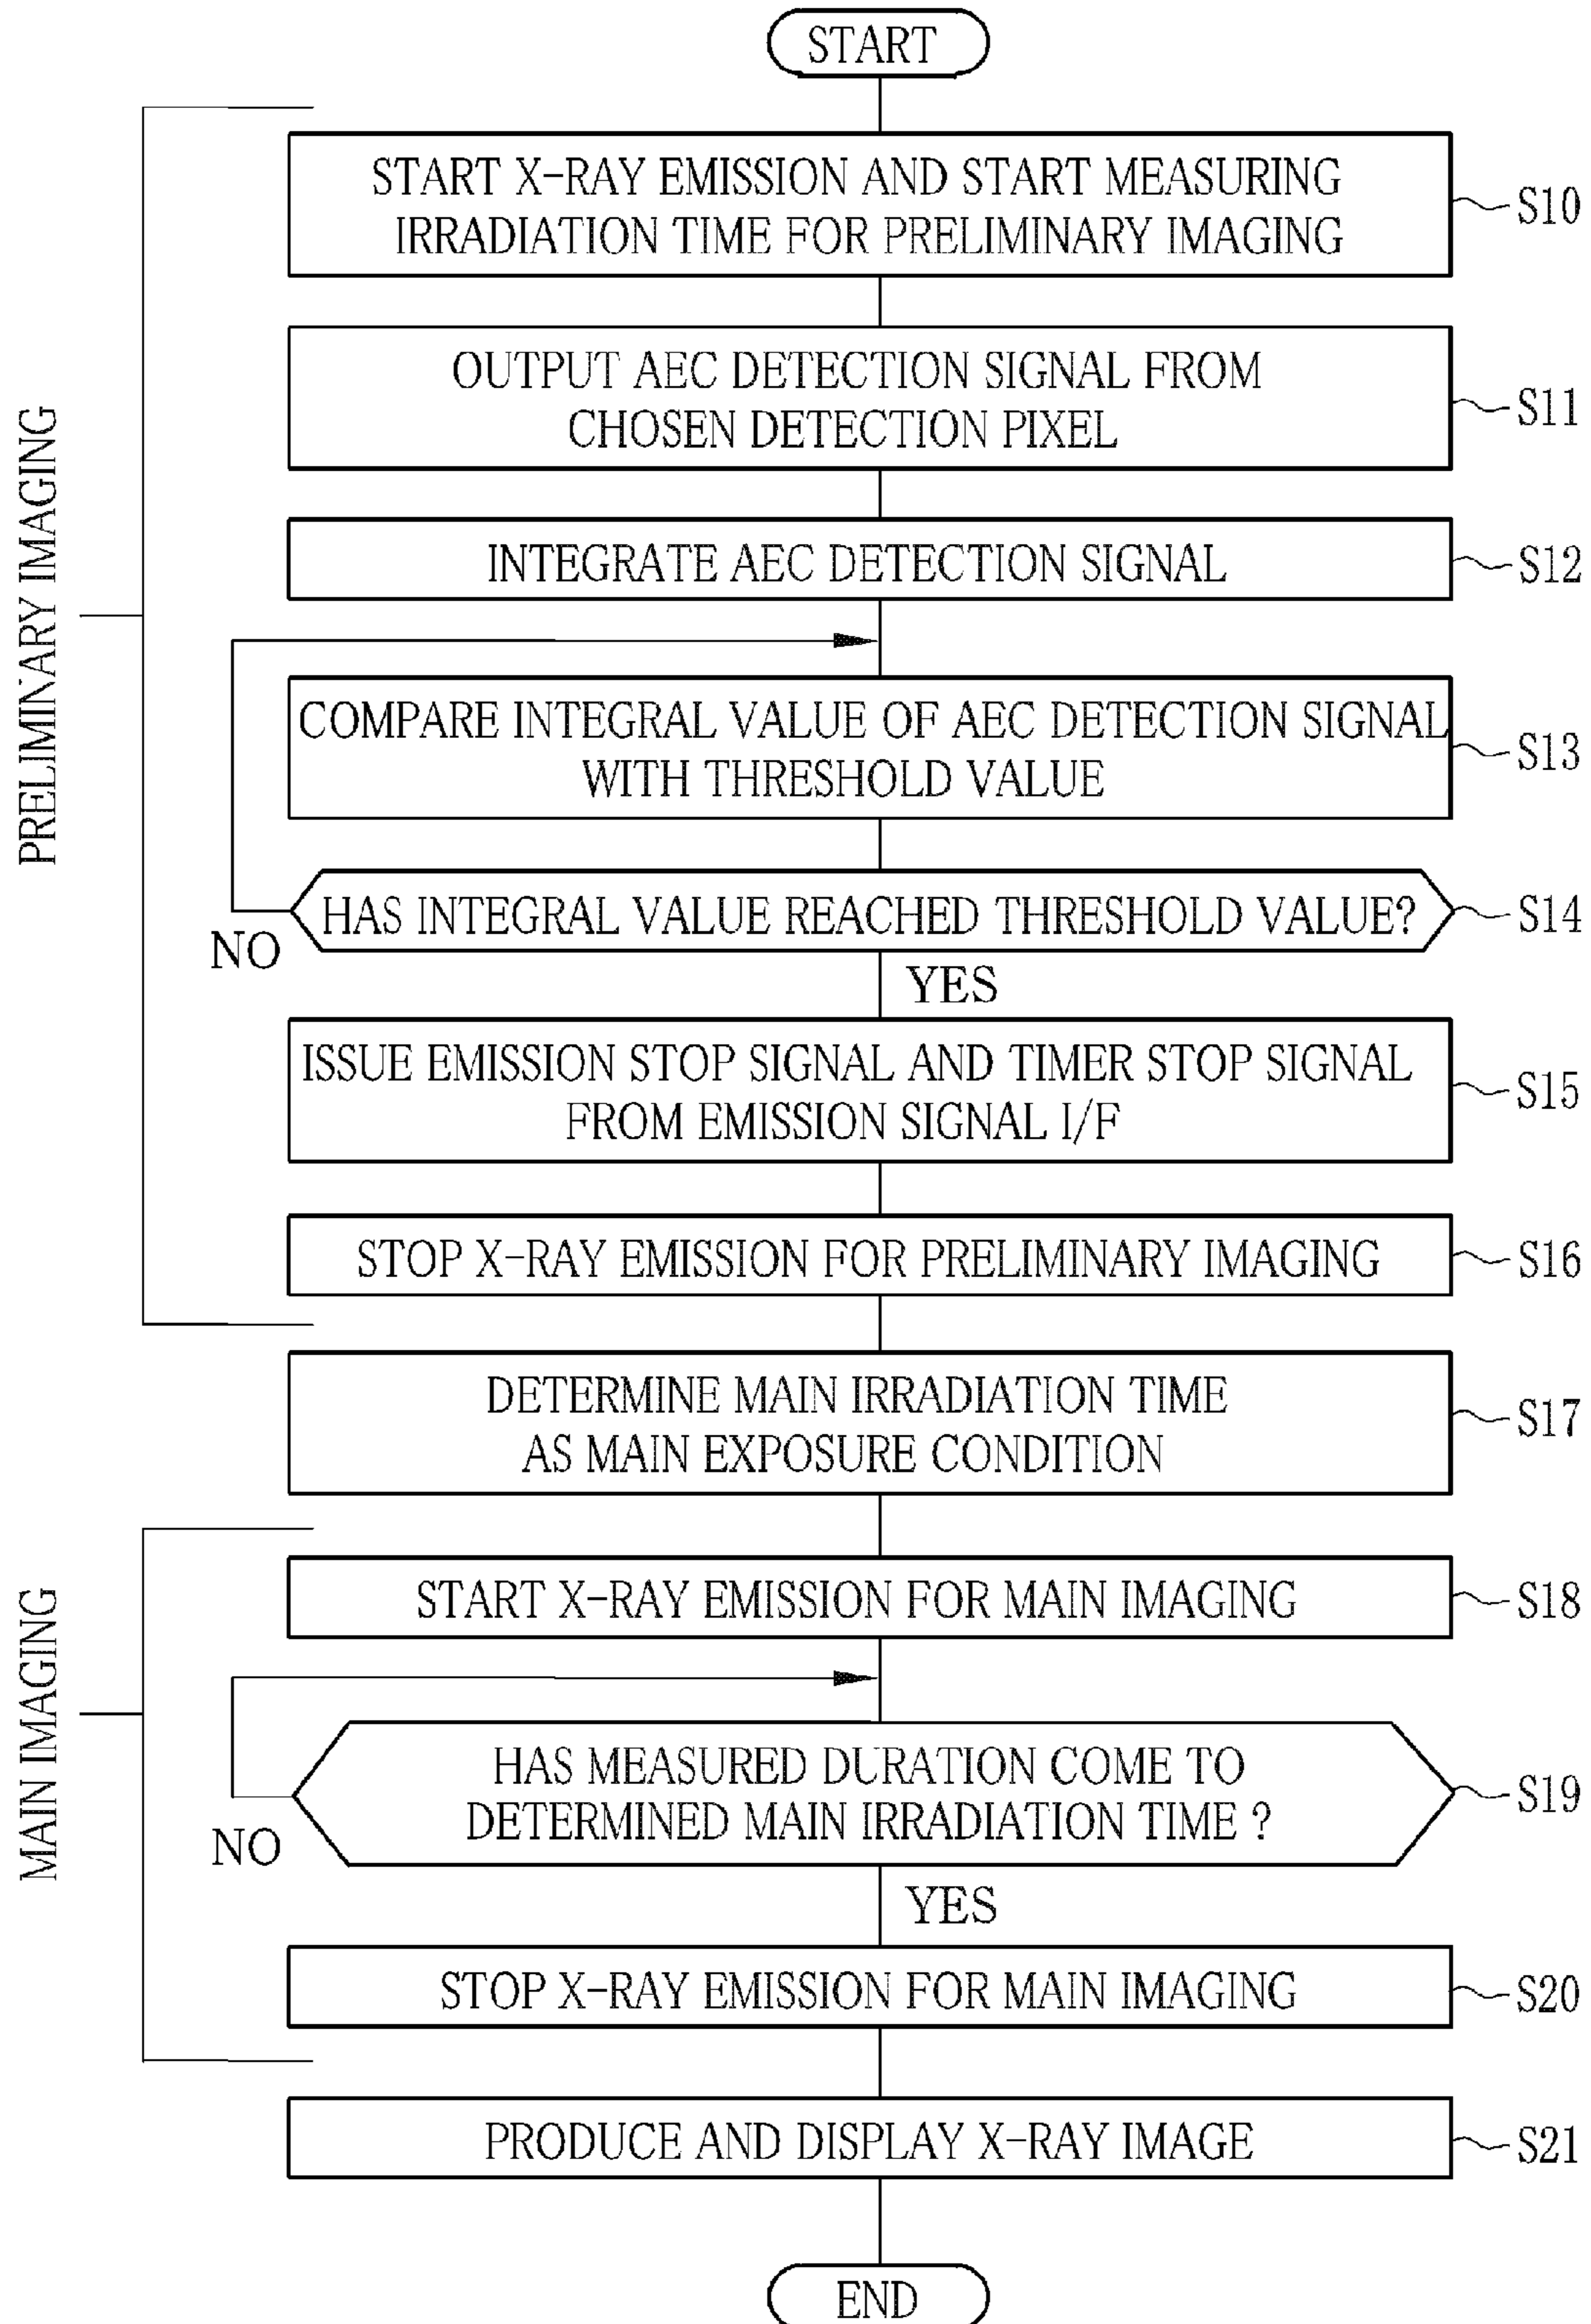 START
PRELIMINARY IMAGING
START X-RAY EMISSION AND START MEASURING
IRRADIATION TIME FOR PRELIMINARY IMAGING
S10
OUTPUT AEC DETECTION SIGNAL FROM
CHOSEN DETECTION PIXEL
S11
INTEGRATE AEC DETECTION SIGNAL
S12
COMPARE INTEGRAL VALUE OF AEC DETECTION SIGNAL
WITH THRESHOLD VALUE
S13
HAS INTEGRAL VALUE REACHED THRESHOLD VALUE?
S14
NO
YES
ISSUE EMISSION STOP SIGNAL AND TIMER STOP SIGNAL
FROM EMISSION SIGNAL I/F
S15
STOP X-RAY EMISSION FOR PRELIMINARY IMAGING
S16
DETERMINE MAIN IRRADIATION TIME
AS MAIN EXPOSURE CONDITION
S17
MAIN IMAGING
START X-RAY EMISSION FOR MAIN IMAGING
S18
HAS MEASURED DURATION COME TO
DETERMINED MAIN IRRADIATION TIME ?
S19
NO
YES
STOP X-RAY EMISSION FOR MAIN IMAGING
S20
PRODUCE AND DISPLAY X-RAY IMAGE
S21
END